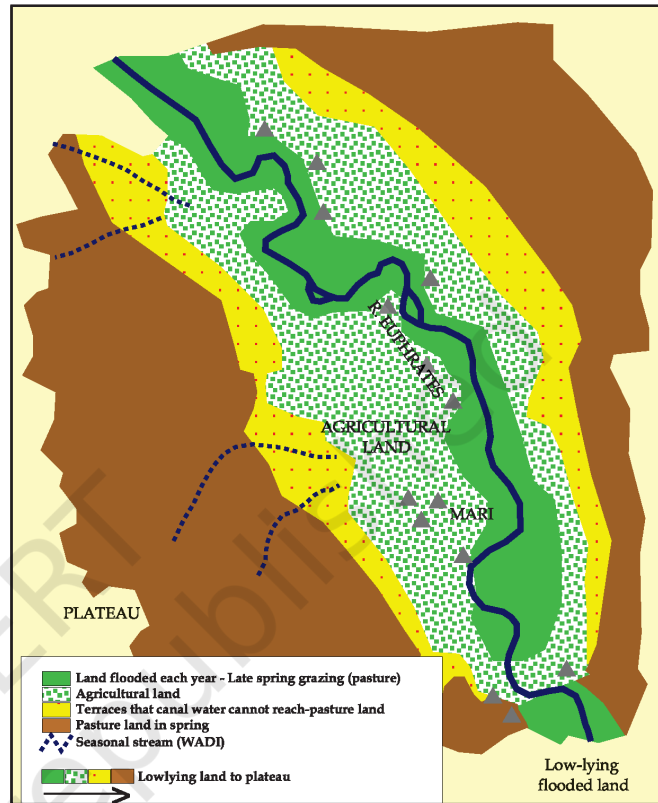 R. EUPHRATES
AGRICULTURAL
LAND
MARI
PLATEAU
Land flooded each year - Late spring grazing (pasture)
Agricultural land
Terraces that canal water cannot reach-pasture land
Pasture land in spring
Seasonal stream (WADI)
Lowlying land to plateau
Low-lying
flooded land